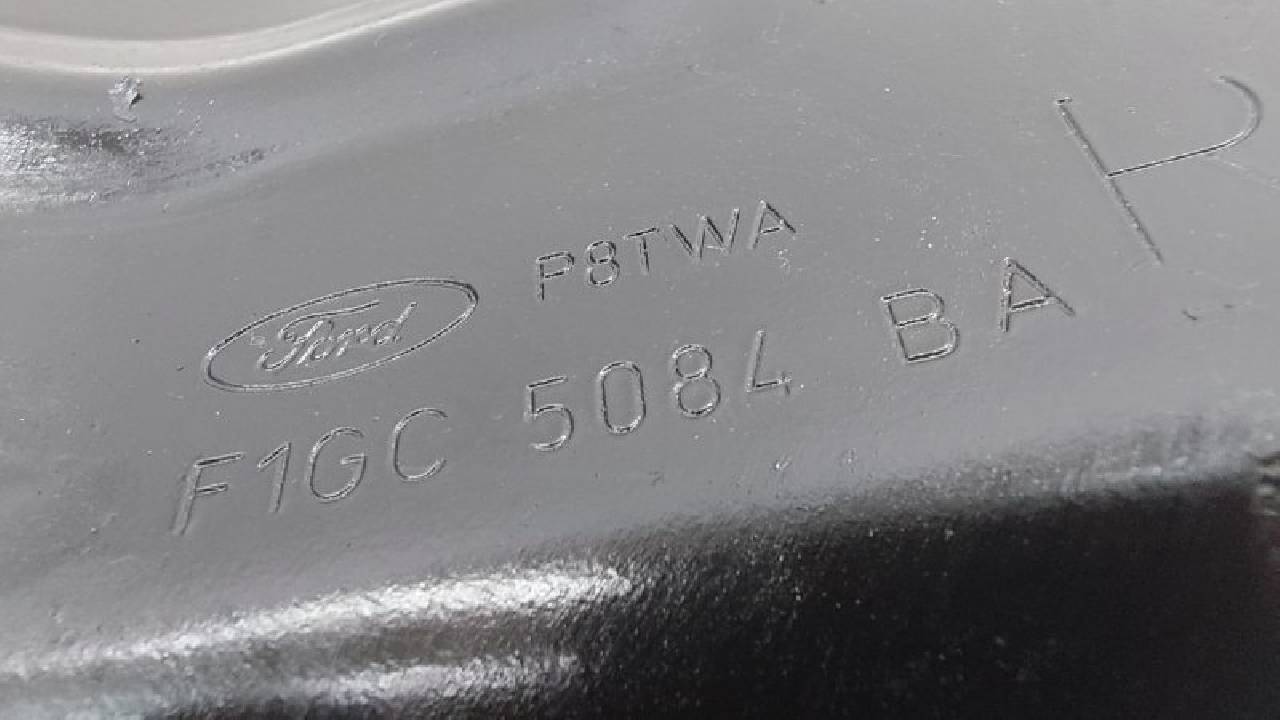 Ford P8TWA
F1GC 5084 BA